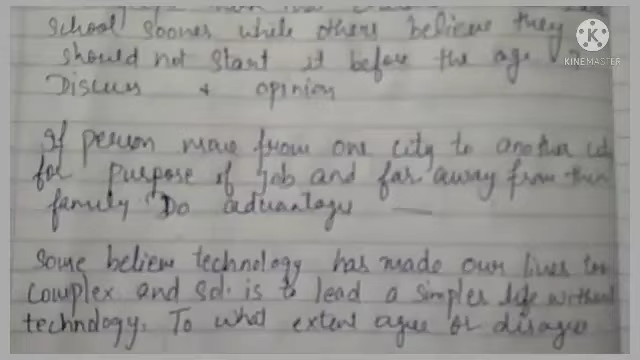 school sooner while others believe they
should not start it before the age
Discuss + opinion
KINEMASTER
If person move from one city to another
for purpose of job and far away from
family "Do advantage —
Some believe technology has made our lives too
complex and sol. is to lead a simpler life without
technology. To what extent agree or disagree